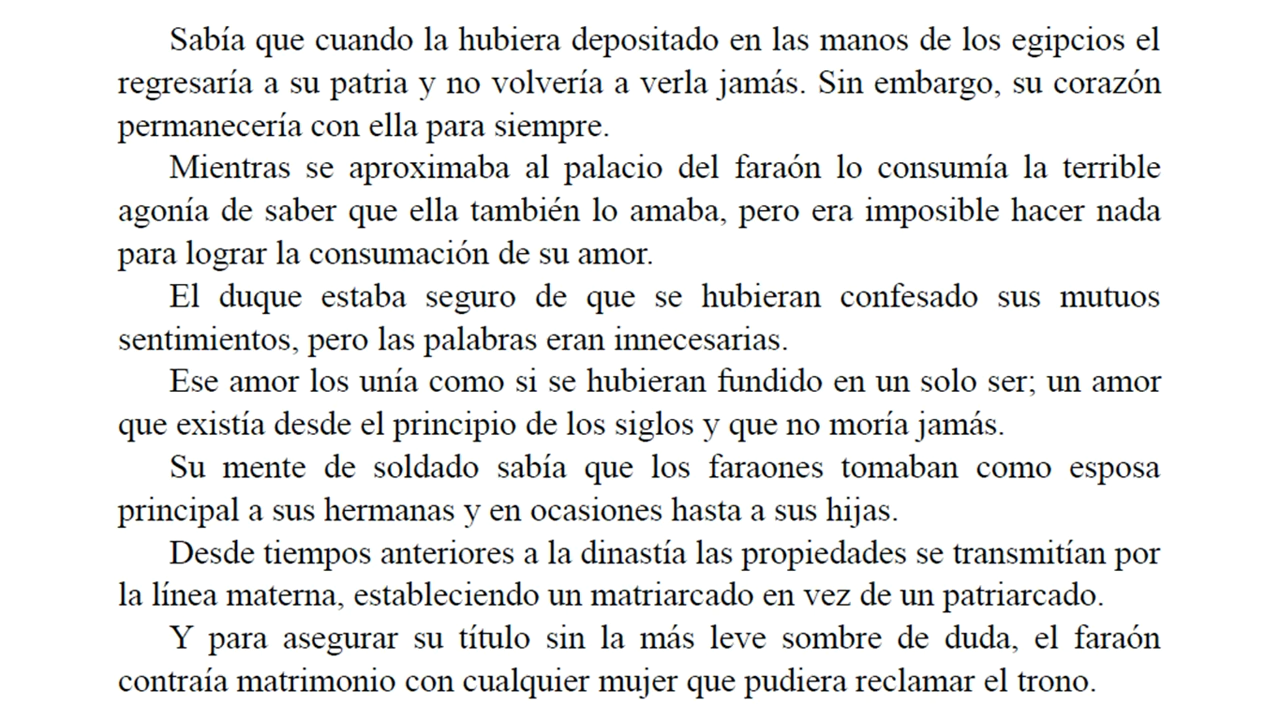 Sabía que cuando la hubiera depositado en las manos de los egipcios el
regresaría a su patria y no volvería a verla jamás. Sin embargo, su corazón
permanecería con ella para siempre.
Mientras se aproximaba al palacio del faraón lo consumía la terrible
agonía de saber que ella también lo amaba, pero era imposible hacer nada
para lograr la consumación de su amor.
El duque estaba seguro de que se hubieran confesado sus mutuos
sentimientos, pero las palabras eran innecesarias.
Ese amor los unía como si se hubieran fundido en un solo ser; un amor
que existía desde el principio de los siglos y que no moría jamás.
Su mente de soldado sabía que los faraones tomaban como esposa
principal a sus hermanas y en ocasiones hasta a sus hijas.
Desde tiempos anteriores a la dinastía las propiedades se transmitían por
la línea materna, estableciendo un matriarcado en vez de un patriarcado.
Y para asegurar su título sin la más leve sombre de duda, el faraón
contraía matrimonio con cualquier mujer que pudiera reclamar el trono.